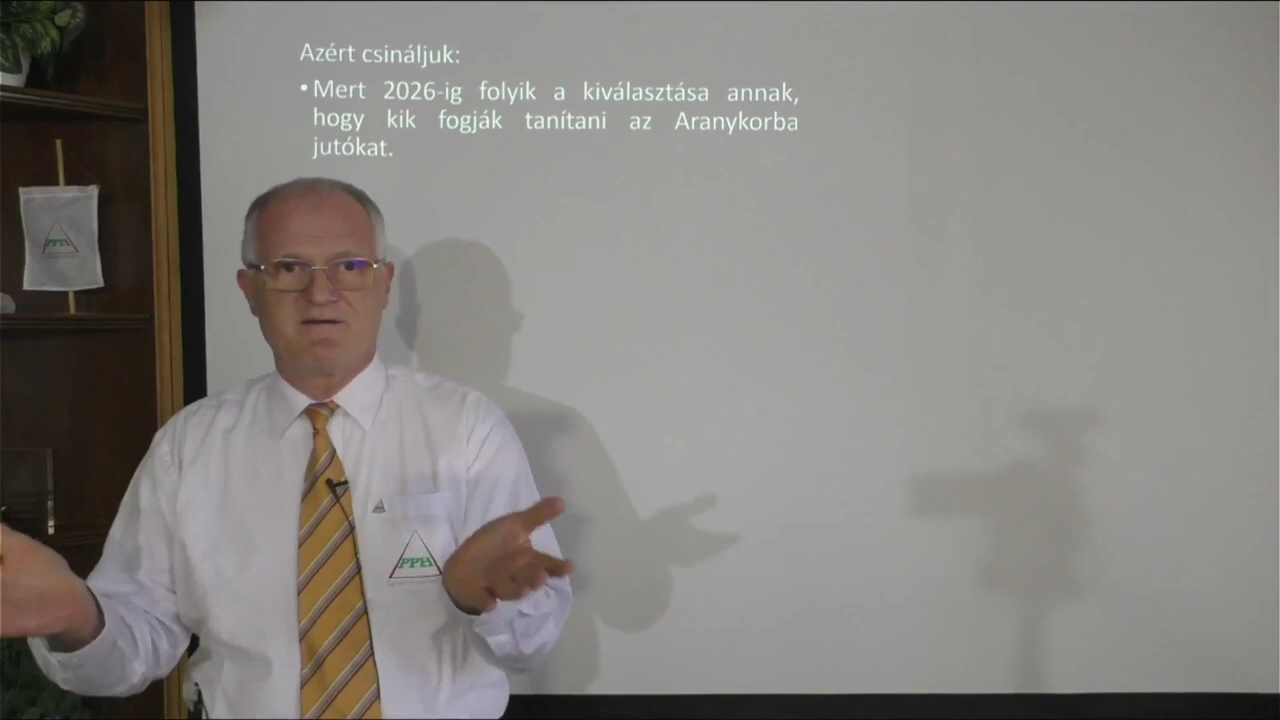 Azért csináljuk:
• Mert 2026-ig folyik a kiválasztása annak,
hogy kik fogják tanítani az Aranykorba
jutókat.
PPH
PPH